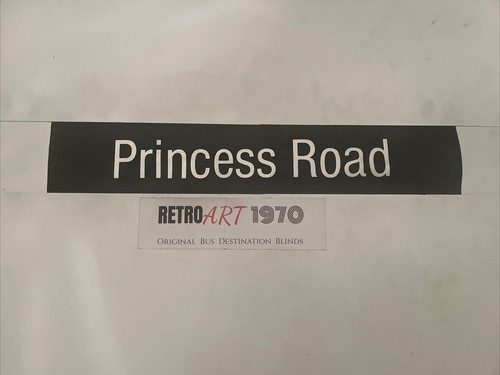 Princess Road
RETROART 1970
Original Bus Destination Blinds